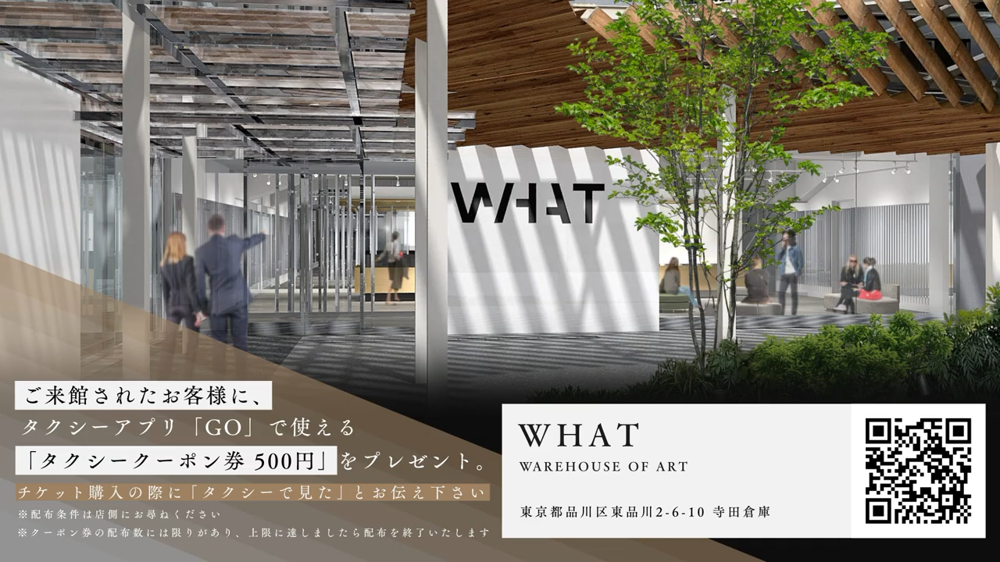 WHAT
ご来館されたお客様に、
タクシーアプリ「GO」で使える
「タクシークーポン券 500円」をプレゼント。
チケット購入の際に「タクシーで見た」とお伝え下さい
※配布条件は店側にお尋ねください
※クーポン券の配布数には限りがあり、上限に達しましたら配布を終了いたします
WHAT
WAREHOUSE OF ART
東京都品川区東品川2-6-10 寺田倉庫